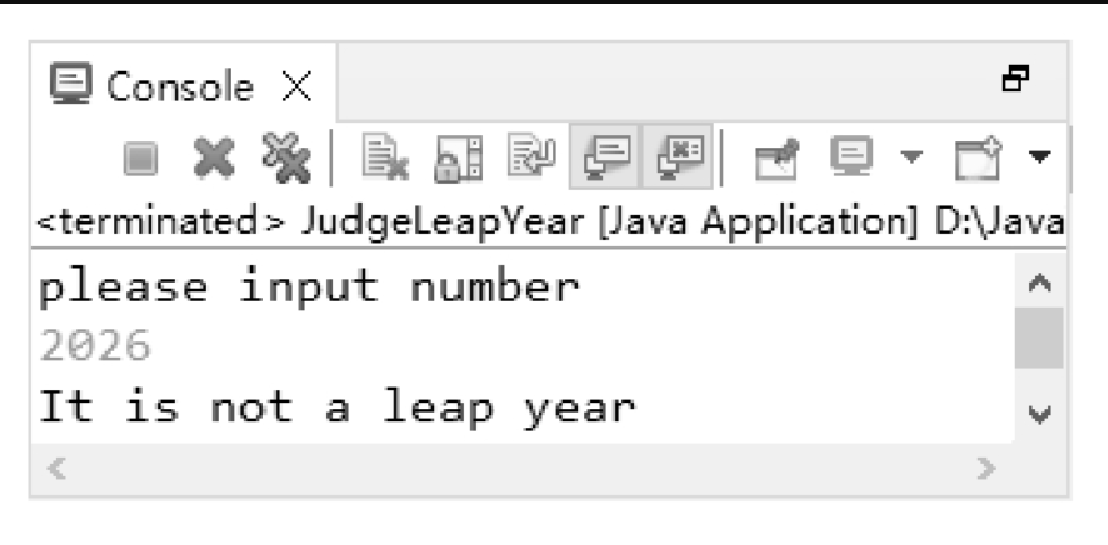 Console
<terminated> JudgeLeapYear [Java Application] D:\Java
please input number
2026
It is not a leap year